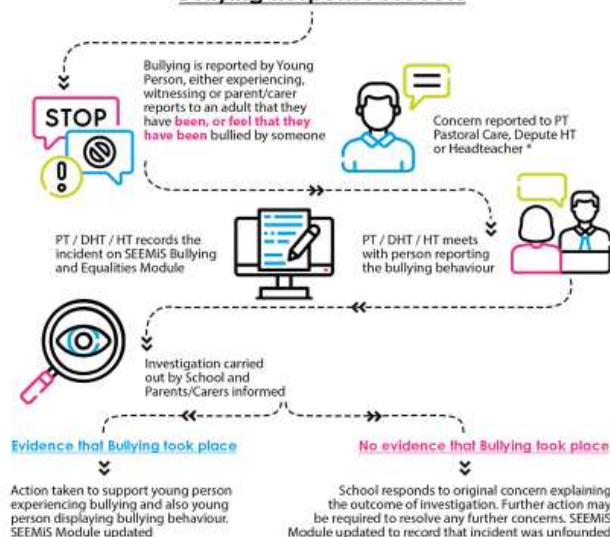 STOP
Bullying is reported by Young
Person, either experiencing,
witnessing or parent/carer
reports to an adult that they
have been, or feel that they
have been bullied by someone
Concern reported to PT
Pastoral Care, Depute HT
or Headteacher *
PT / DHT / HT records the
incident on SEEMiS Bullying
and Equalities Module
PT / DHT / HT meets
with person reporting
the bullying behaviour
Investigation carried
out by School and
Parents/Carers informed
Evidence that Bullying took place
No evidence that Bullying took place
Action taken to support young person
experiencing bullying and also young
person displaying bullying behaviour.
SEEMiS Module updated
School responds to original concern explaining
the outcome of investigation. Further action may
be required to resolve any further concerns. SEEMiS
Module updated to record that incident was unfounded